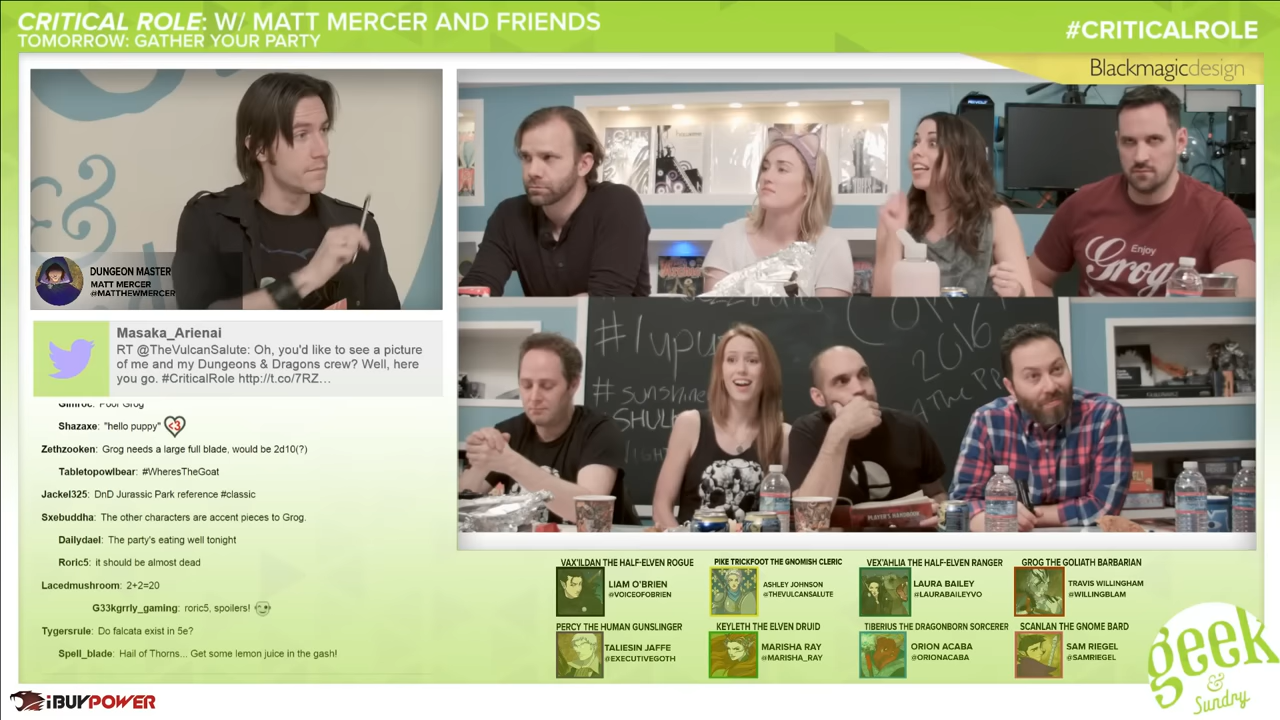 CRITICAL ROLE: W/ MATT MERCER AND FRIENDS
TOMORROW: GATHER YOUR PARTY
#CRITICALROLE
Blackmagicdesign
DUNGEON MASTER
MATT MERCER
@MATTHEWMERCER
Enjoy
Grog
#lupu
# sunshine
SHUL
LIGHT
2016
Masaka_Arienai
RT @TheVulcanSalute: Oh, you'd like to see a picture
of me and my Dungeons & Dragons crew? Well, here
you go. #CriticalRole http://t.co/7RZ...
Gimroc: Poor Grog
Shazaxe: "hello puppy" <3
Zethzooken: Grog needs a large full blade, would be 2d10(?)
Tabletopowlbear: #WheresTheGoat
Jackel325: DnD Jurassic Park reference #classic
Sxebuddha: The other characters are accent pieces to Grog.
Dailydael: The party's eating well tonight
Roric5: it should be almost dead
Lacedmushroom: 2+2=20
G33kgrrly_gaming: roric5, spoilers!
Tygersrule: Do falcata exist in 5e?
Spell_blade: Hail of Thorns... Get some lemon juice in the gash!
PLAYER'S HANDBOOK
VAX'ILDAN THE HALF-ELVEN ROGUE
LIAM O'BRIEN
@VOICEOFOBRIEN
PIKE TRICKFOOT THE GNOMISH CLERIC
ASHLEY JOHNSON
@THEVULCANSALUTE
VEX'AHLIA THE HALF-ELVEN RANGER
LAURA BAILEY
@LAURABAILEYVO
GROG THE GOLIATH BARBARIAN
TRAVIS WILLINGHAM
@WILLINGBLAM
PERCY THE HUMAN GUNSLINGER
TALIESIN JAFFE
@EXECUTIVEGOTH
KEYLETH THE ELVEN DRUID
MARISHA RAY
@MARISHA_RAY
TIBERIUS THE DRAGONBORN SORCERER
ORION ACABA
@ORIONACABA
SCANLAN THE GNOME BARD
SAM RIEGEL
@SAMRIEGEL
geek
&
Sundry
iBUYPOWER